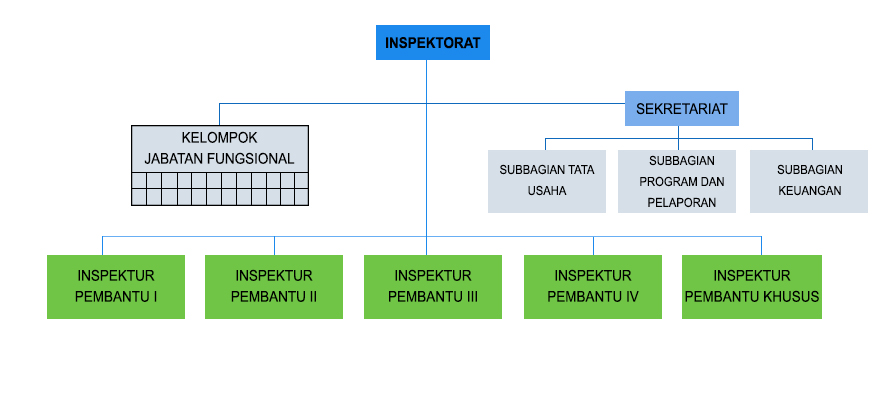 INSPEKTORAT
SEKRETARIAT
KELOMPOK
JABATAN FUNGSIONAL
SUBBAGIAN TATA
USAHA
SUBBAGIAN
PROGRAM DAN
PELAPORAN
SUBBAGIAN
KEUANGAN
INSPEKTUR
PEMBANTU I
INSPEKTUR
PEMBANTU II
INSPEKTUR
PEMBANTU III
INSPEKTUR
PEMBANTU IV
INSPEKTUR
PEMBANTU KHUSUS